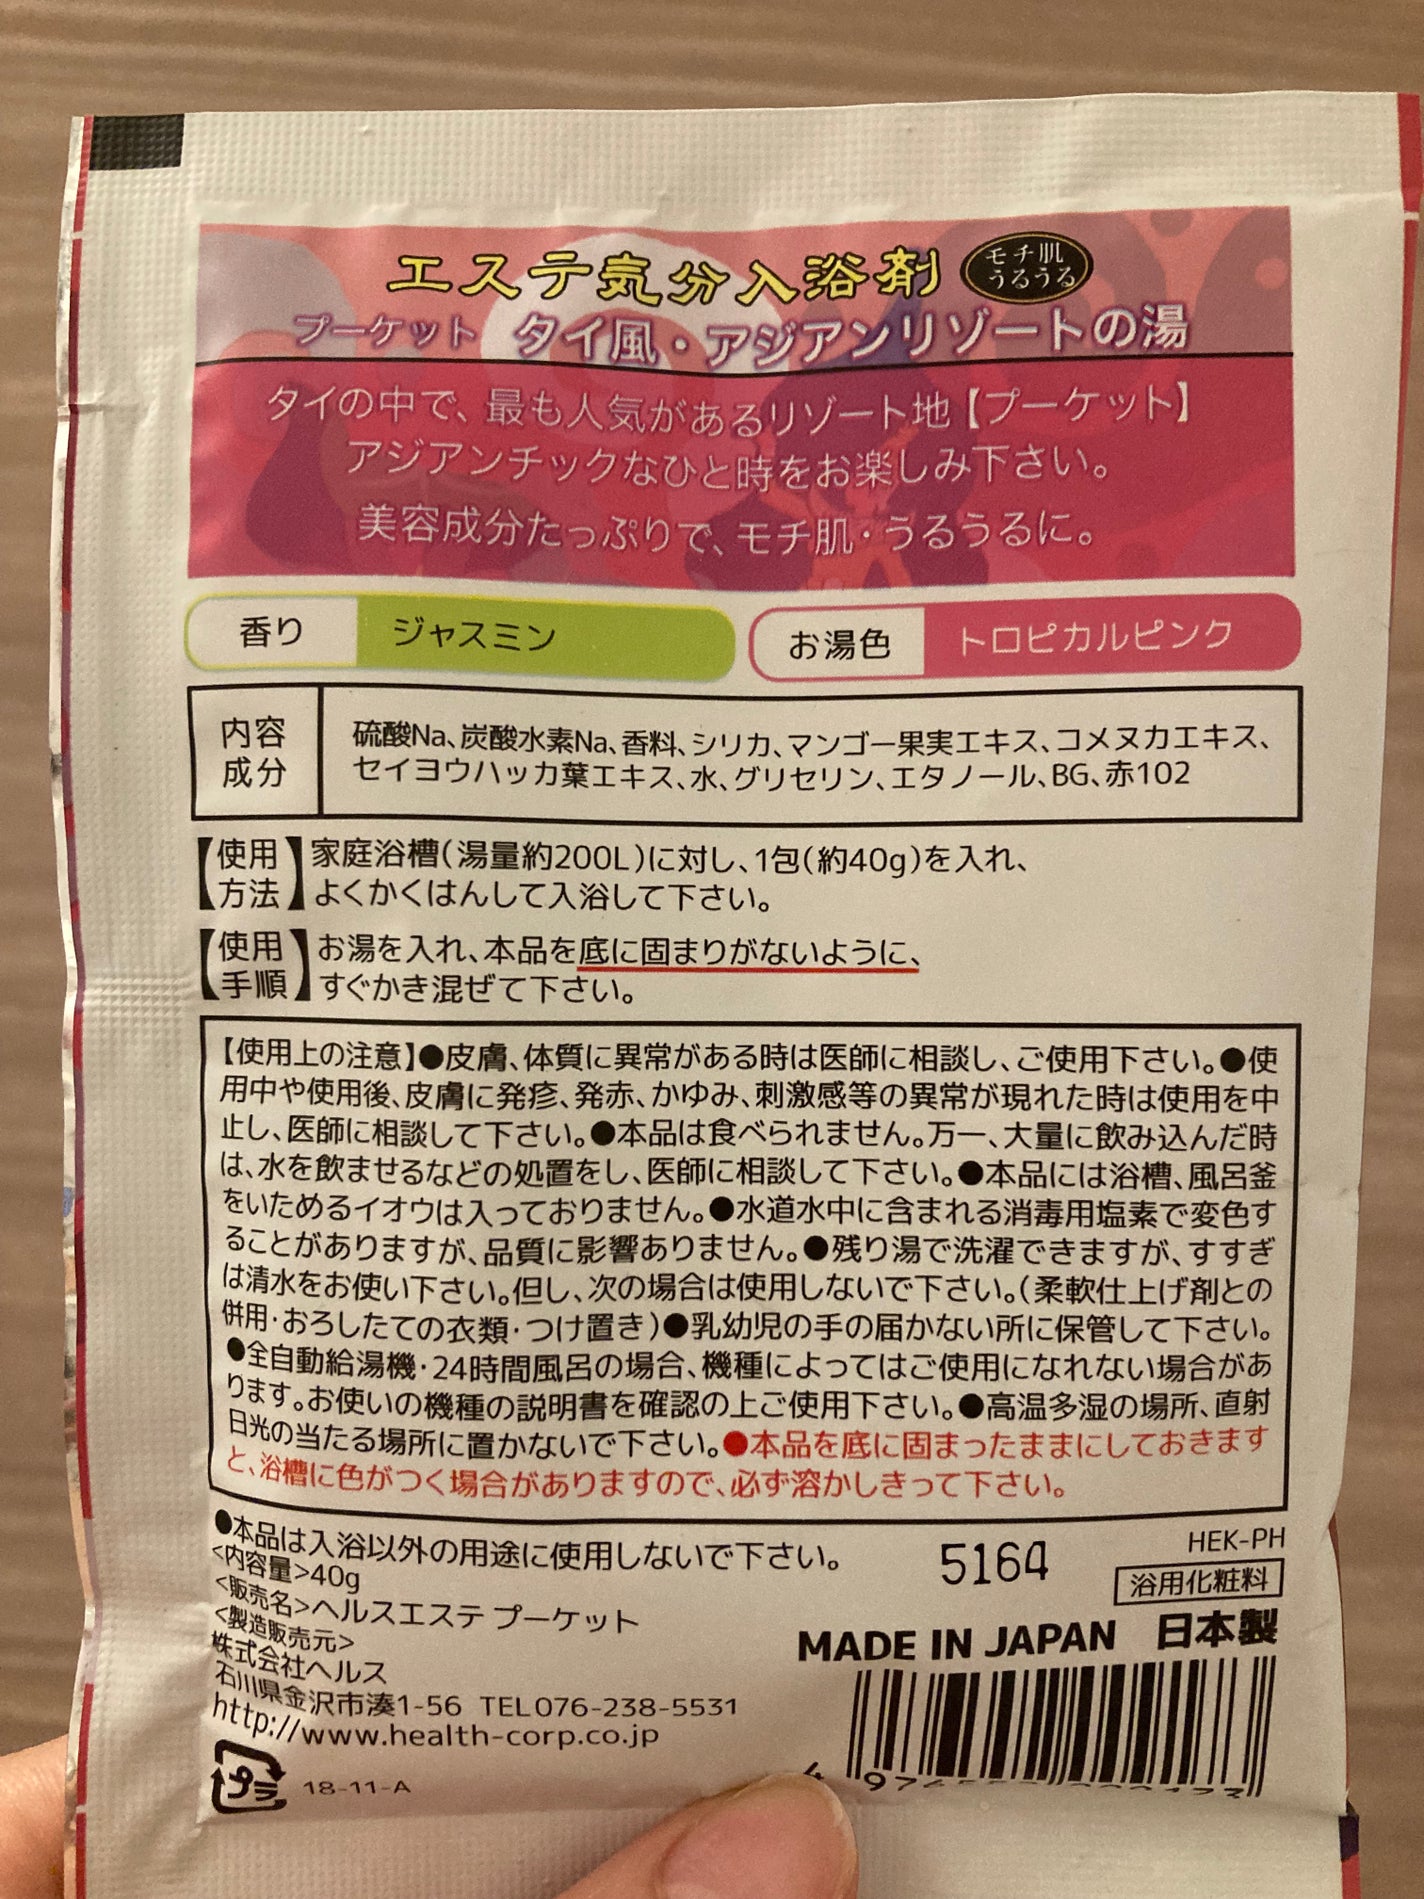 エステ気分入浴剤
モチ肌
うるうる
プーケット タイ風・アジアンリゾートの湯
タイの中で、最も人気があるリゾート地【プーケット】
アジアンチックなひと時をお楽しみ下さい。
美容成分たっぷりで、モチ肌・うるうるに。
香り ジャスミン
お湯色 トロピカルピンク
内容
成分
硫酸Na、炭酸水素Na、香料、シリカ、マンゴー果実エキス、コメヌカエキス、
セイヨウハッカ葉エキス、水、グリセリン、エタノール、BG、赤102
【使用方法】家庭浴槽(湯量約200L)に対し、1包(約40g)を入れ、
よくかくはんして入浴して下さい。
【使用手順】お湯を入れ、本品を底に固まりがないように、
すぐかき混ぜて下さい。
【使用上の注意】●皮膚、体質に異常がある時は医師に相談し、ご使用下さい。●使
用中や使用後、皮膚に発疹、発赤、かゆみ、刺激感等の異常が現れた時は使用を中
止し、医師に相談して下さい。●本品は食べられません。万一、大量に飲み込んだ時
は、水を飲ませるなどの処置をし、医師に相談して下さい。●本品には浴槽、風呂釜
をいためるイオウは入っておりません。●水道水中に含まれる消毒用塩素で変色す
ることがありますが、品質に影響ありません。●残り湯で洗濯できますが、すすぎ
は清水をお使い下さい。但し、次の場合は使用しないで下さい。(柔軟仕上げ剤との
併用・おろしたての衣類・つけ置き)●乳幼児の手の届かない所に保管して下さい。
●全自動給湯機・24時間風呂の場合、機種によってはご使用になれない場合があ
ります。お使いの機種の説明書を確認の上ご使用下さい。●高温多湿の場所、直射
日光の当たる場所に置かないで下さい。●本品を底に固まったままにしておきます
と、浴槽に色がつく場合がありますので、必ず溶かしきって下さい。
●本品は入浴以外の用途に使用しないで下さい。
<内容量>40g
<販売名>ヘルスエステ プーケット
<製造販売元>
株式会社ヘルス
石川県金沢市湊1-56 TEL076-238-5531
http://www.health-corp.co.jp
プラ
18-11-A
5164
HEK-PH
浴用化粧料
MADE IN JAPAN 日本製